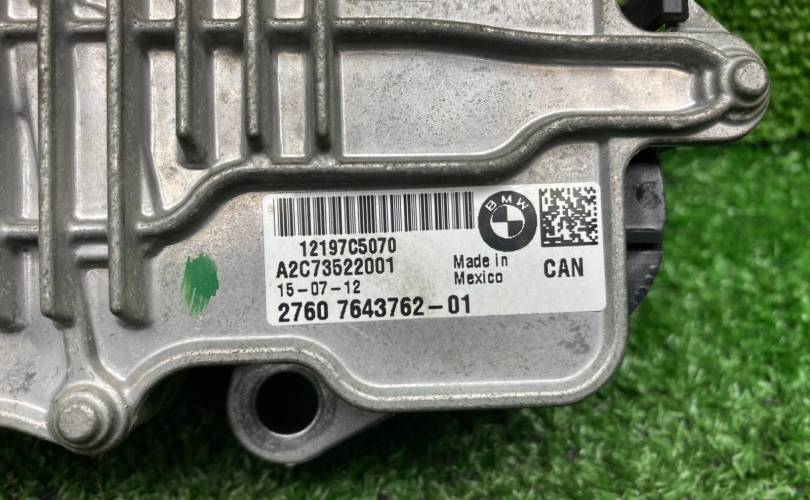 BMW
12197C5070
A2C73522001
15-07-12
Made in
Mexico
CAN
2760 7643762-01